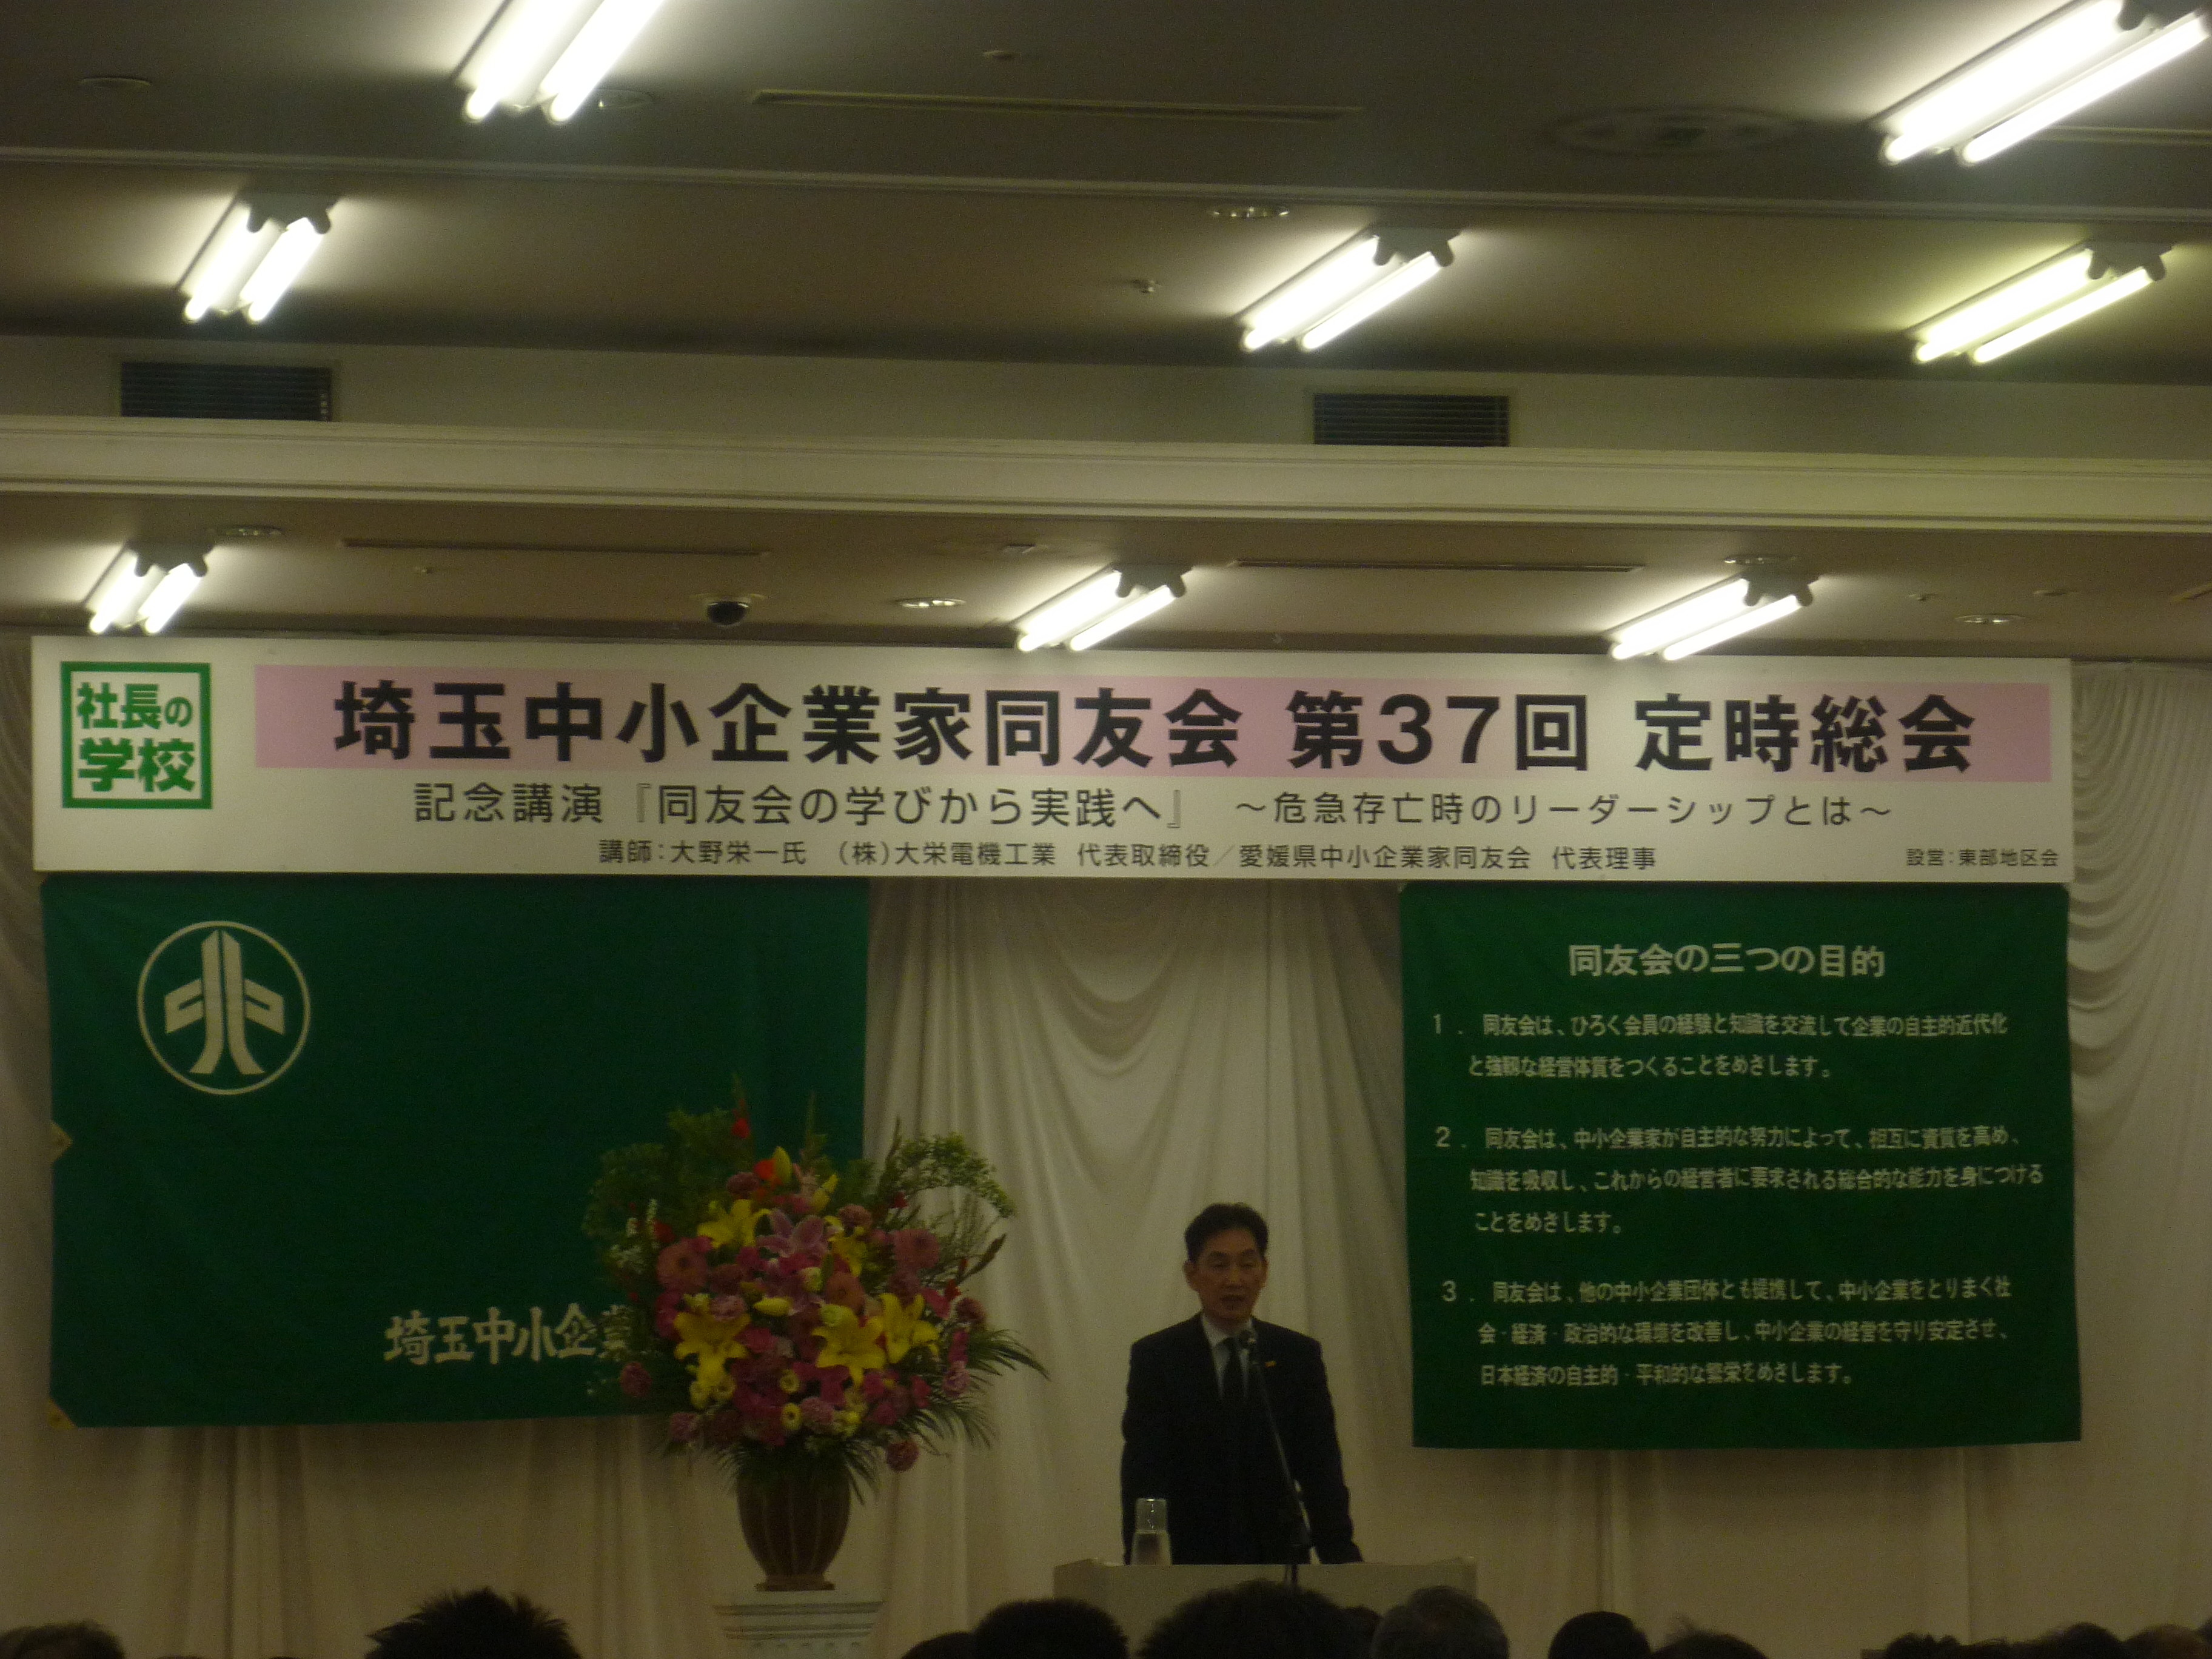 社長の
学校
埼玉中小企業家同友会 第37回 定時総会
記念講演『同友会の学びから実践へ』 ～危急存亡時のリーダーシップとは～
講師：大野栄一氏 （株）大栄電機工業 代表取締役／愛媛県中小企業家同友会 代表理事
設営：東部地区会
埼玉中小企業
同友会の三つの目的
1. 同友会は、ひろく会員の経験と知識を交流して企業の自主的近代化
と強靱な経営体質をつくることをめざします。
2. 同友会は、中小企業家が自主的な努力によって、相互に資質を高め、
知識を吸収し、これからの経営者に要求される総合的な能力を身につける
ことをめざします。
3. 同友会は、他の中小企業団体とも提携して、中小企業をとりまく社
会・経済・政治的な環境を改善し、中小企業の経営を守り安定させ、
日本経済の自主的・平和的な繁栄をめざします。